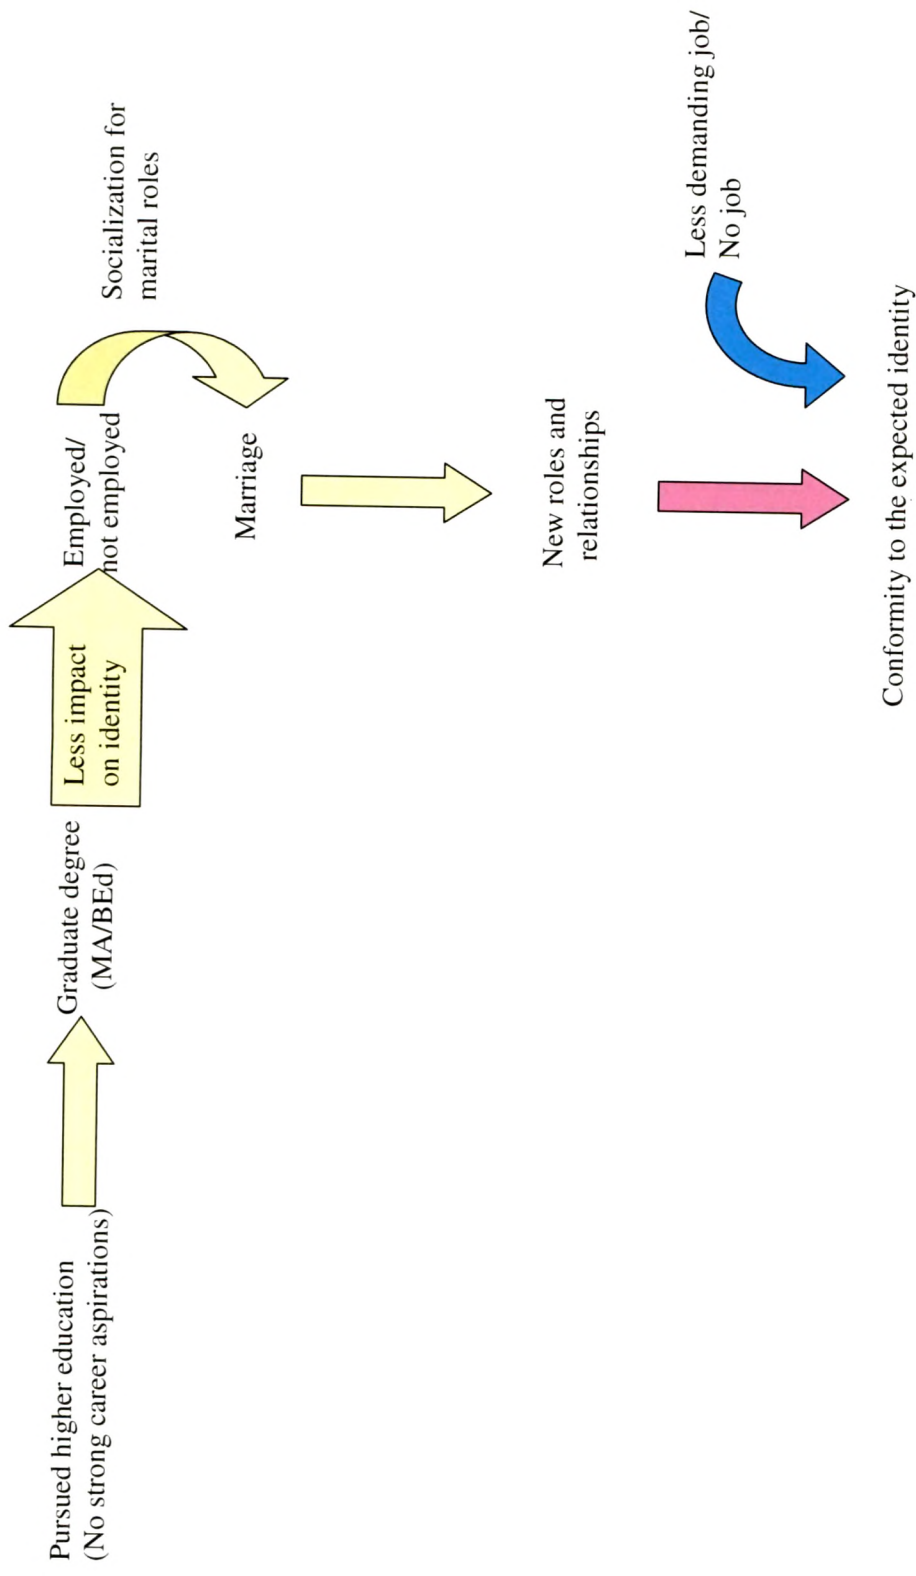 Pursued higher education
(No strong career aspirations)
Graduate degree
(MA/BEd)
Less impact
on identity
Employed/
not employed
Socialization for
marital roles
Marriage
New roles and
relationships
Less demanding job/
No job
Conformity to the expected identity